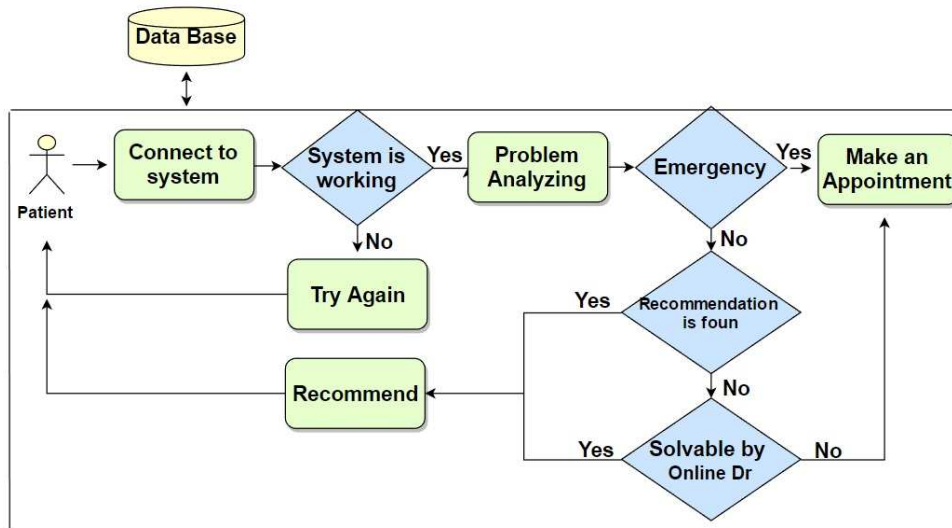 Data Base
Patient
Connect to
system
System is
working
Yes
No
Problem
Analyzing
Emergency
Yes
No
Make an
Appointment
Try Again
Recommendation
is foun
Yes
No
Recommend
Solvable by
Online Dr
Yes
No